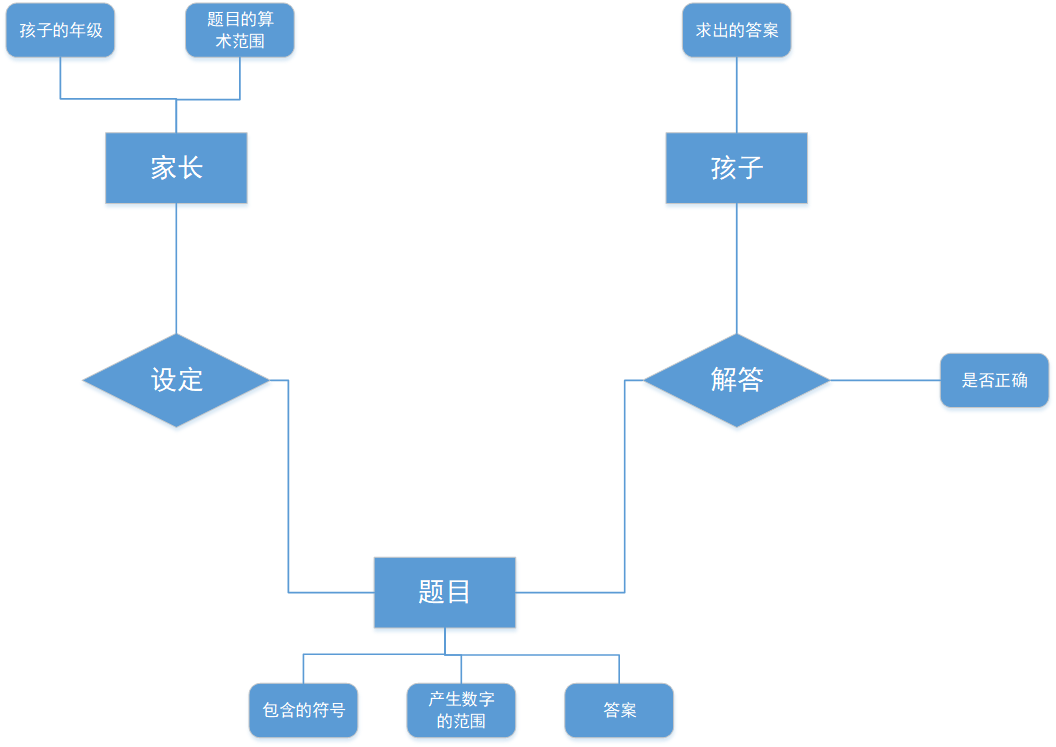 孩子的年级
题目的算
术范围
求出的答案
家长
孩子
设定
解答
是否正确
题目
包含的符号
产生数字
的范围
答案